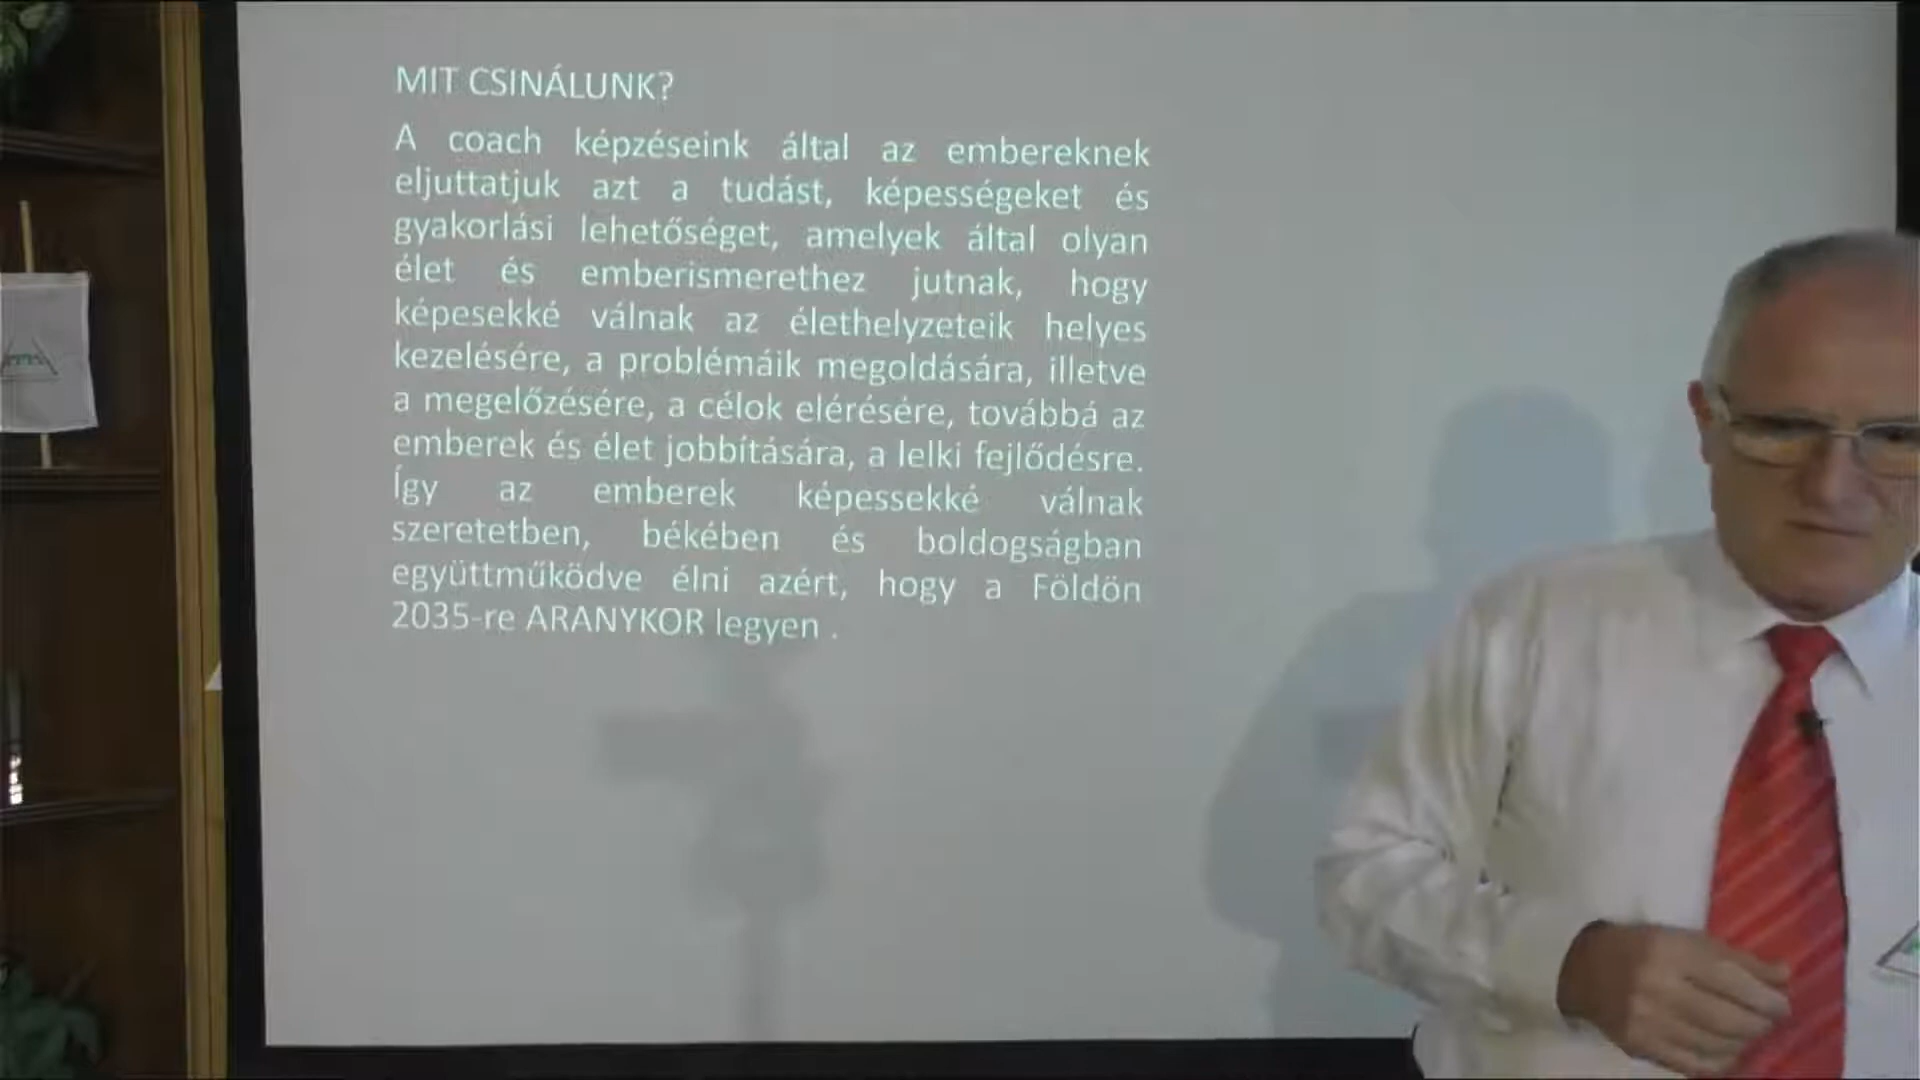 MIT CSINÁLUNK?
A coach képzéseink által az embereknek
eljuttatjuk azt a tudást, képességeket és
gyakorlási lehetőséget, amelyek által olyan
élet és emberismerethez jutnak, hogy
képesekké válnak az élethelyzeteik helyes
kezelésére, a problémáik megoldására, illetve
a megelőzésére, a célok elérésére, továbbá az
emberek és élet jobbítására, a lelki fejlődésre.
Így az emberek képessekké válnak
szeretetben, békében és boldogságban
együttműködve élni azért, hogy a Földön
2035-re ARANYKOR legyen .